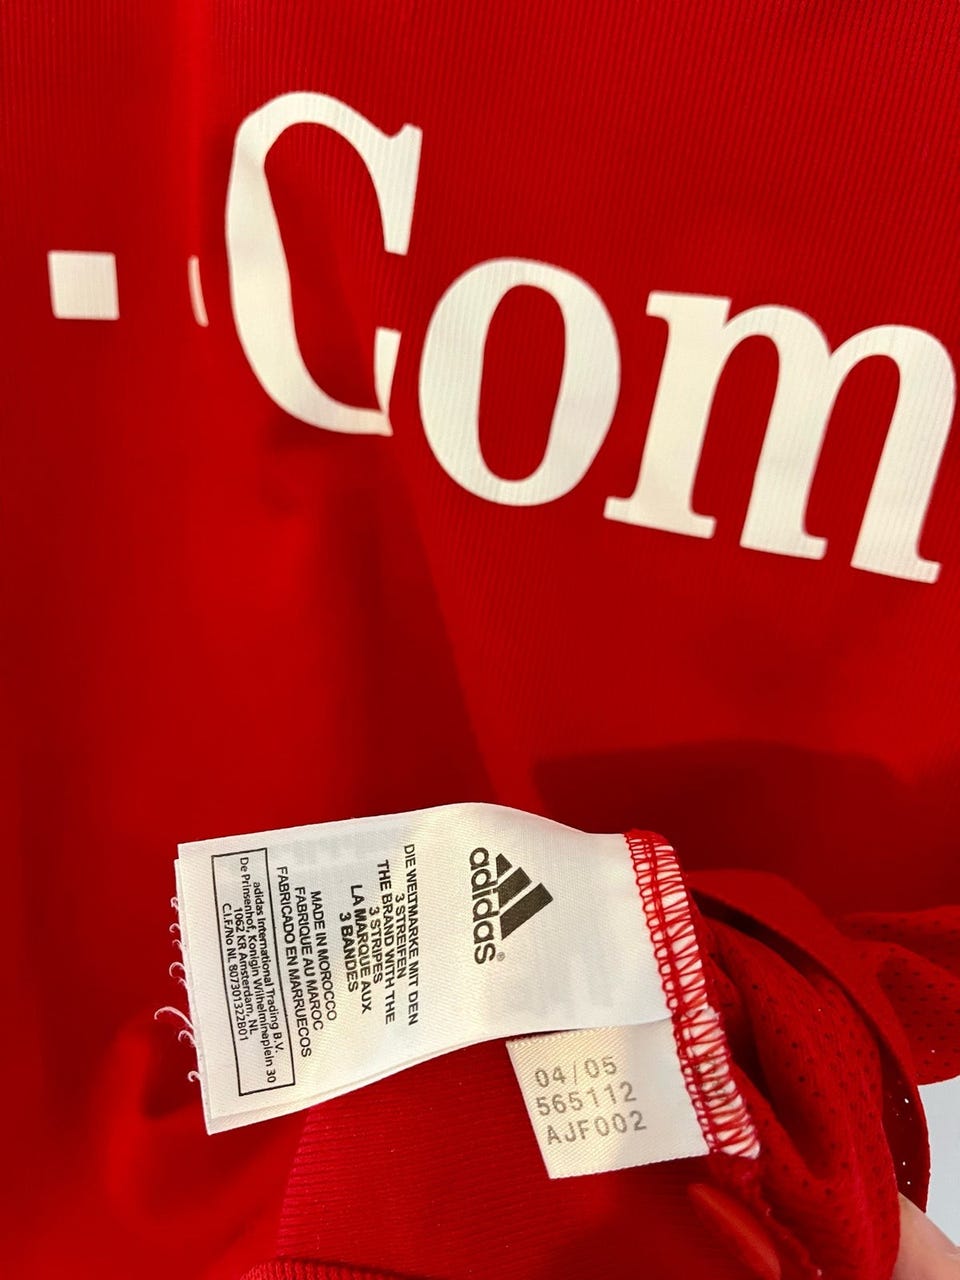 - Com
adidas®
DIE WELTMARKE MIT DEN
3 STREIFEN
THE BRAND WITH THE
3 STRIPES
LA MARQUE AUX
3 BANDES
MADE IN MOROCCO
FABRIQUE AU MAROC
FABRICADO EN MARRUECOS
adidas International Trading B.V.
De Prinsenhof, Konigin Wilhelminaplein 30
1062 KR Amsterdam, NL
C.I.F/No NL 807301322B01
04/05
565112
AJF002